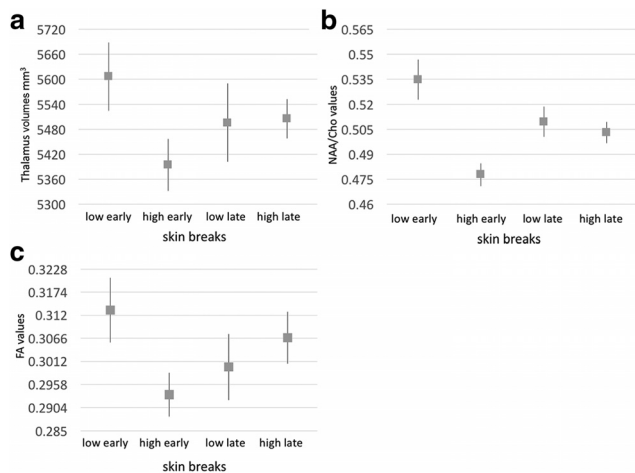 a
Thalamus volumes mm³
5720
5660
5600
5540
5480
5420
5360
5300
low early high early low late high late
skin breaks
b
NAA/Cho values
0.565
0.55
0.535
0.52
0.505
0.49
0.475
0.46
low early high early low late high late
skin breaks
c
FA values
0.3228
0.3174
0.312
0.3066
0.3012
0.2958
0.2904
0.285
low early high early low late high late
skin breaks